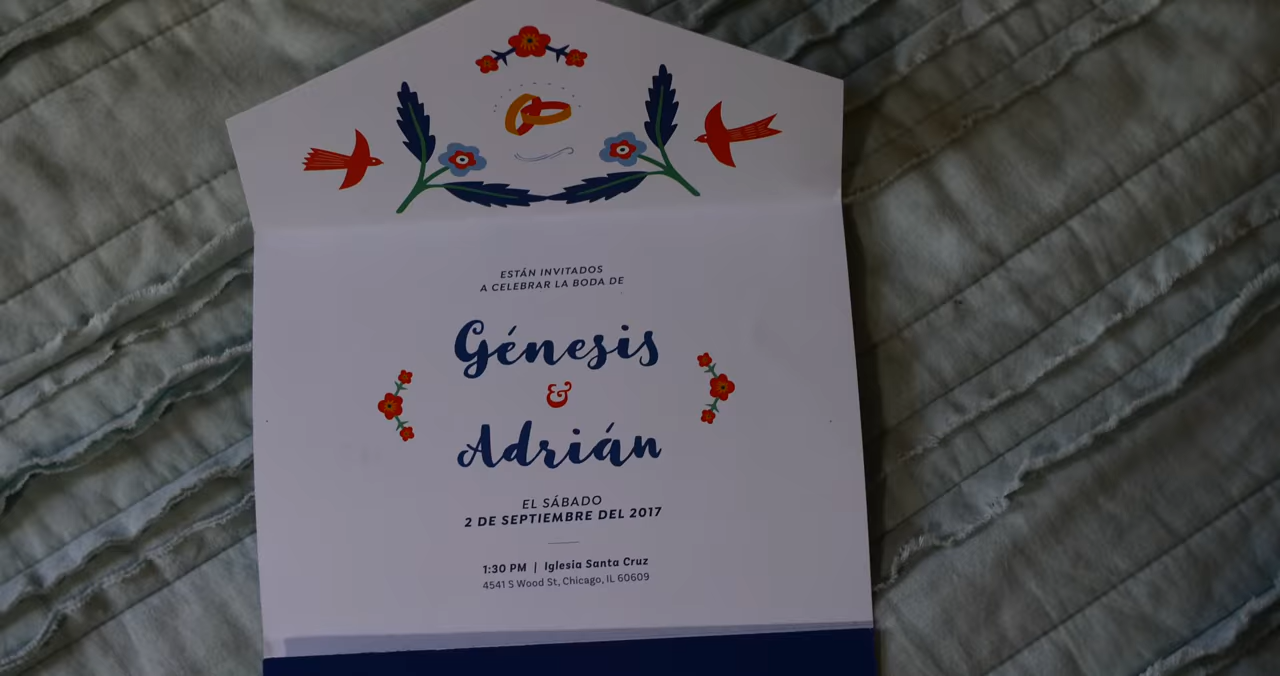 ESTÁN INVITADOS
A CELEBRAR LA BODA DE
Génesis
&
Adrián
EL SÁBADO
2 DE SEPTIEMBRE DEL 2017
1:30 PM | Iglesia Santa Cruz
4541 S Wood St, Chicago, IL 60609